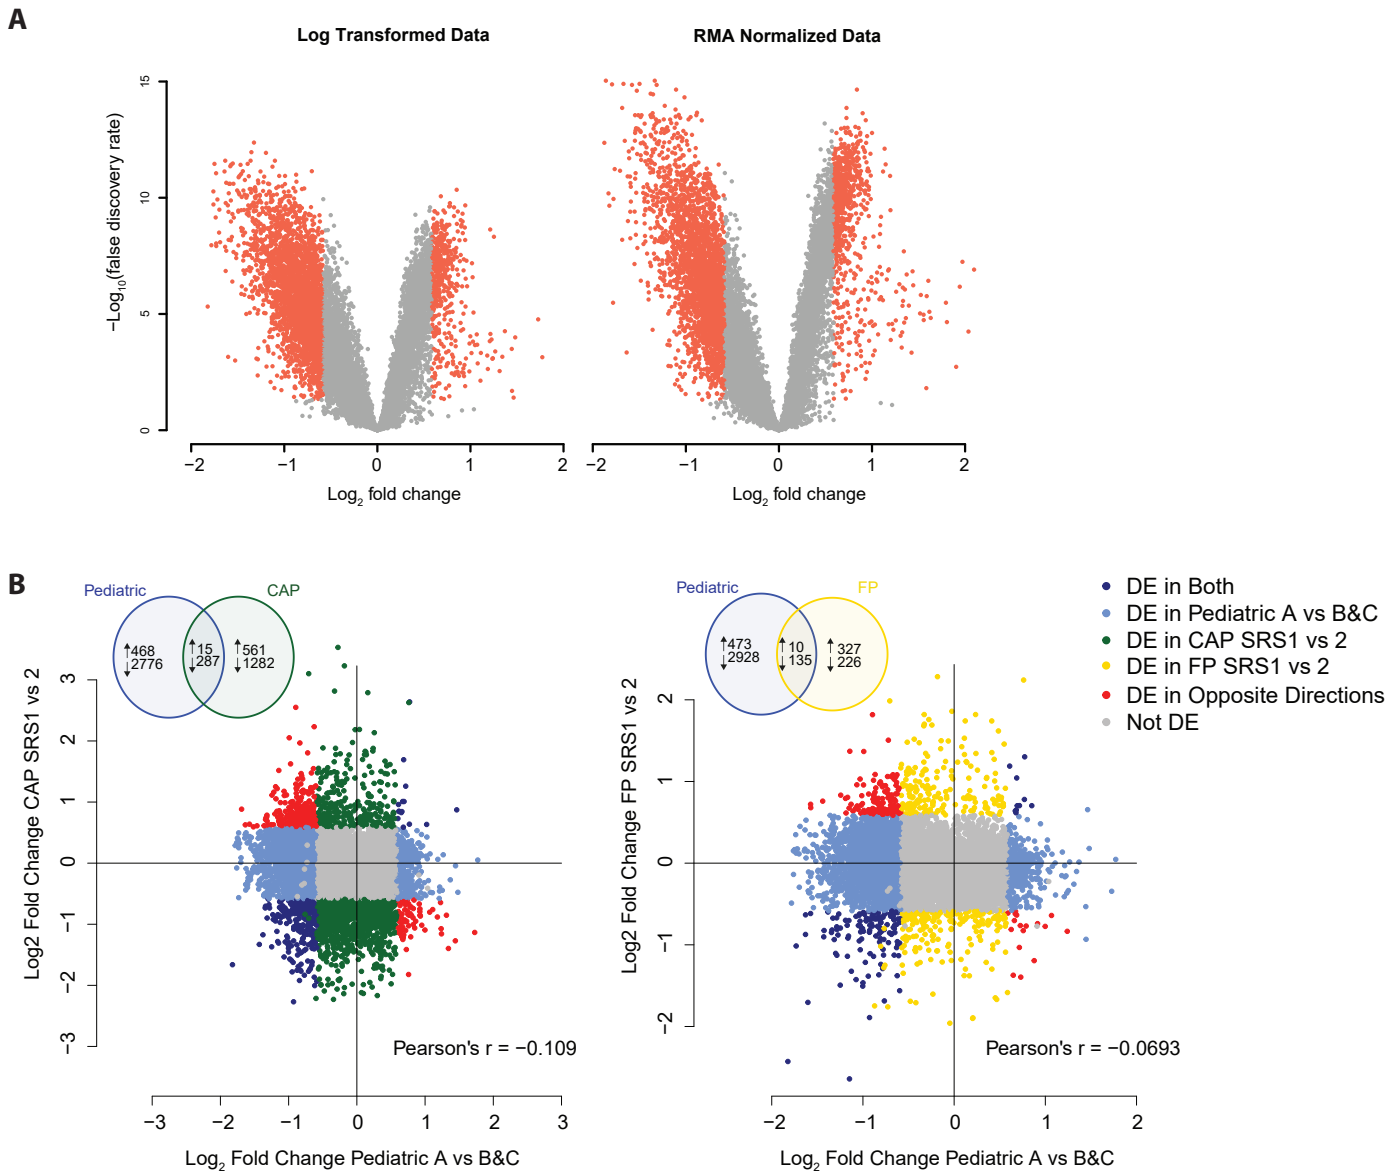 A
Log Transformed Data
RMA Normalized Data
−Log10(false discovery rate)
15
10
5
0
−2 −1 0 1 2
−2 −1 0 1 2
Log2 fold change
Log2 fold change
B
Pediatric
CAP
468
2776
15
287
561
1282
Log2 Fold Change CAP SRS1 vs 2
3
2
1
0
−1
−2
−3
Pearson's r = −0.109
−3 −2 −1 0 1 2 3
Log2 Fold Change Pediatric A vs B&C
Pediatric
FP
473
2928
10
135
327
226
Log2 Fold Change FP SRS1 vs 2
2
1
0
−1
−2
Pearson's r = −0.0693
−2 −1 0 1 2
Log2 Fold Change Pediatric A vs B&C
DE in Both
DE in Pediatric A vs B&C
DE in CAP SRS1 vs 2
DE in FP SRS1 vs 2
DE in Opposite Directions
Not DE